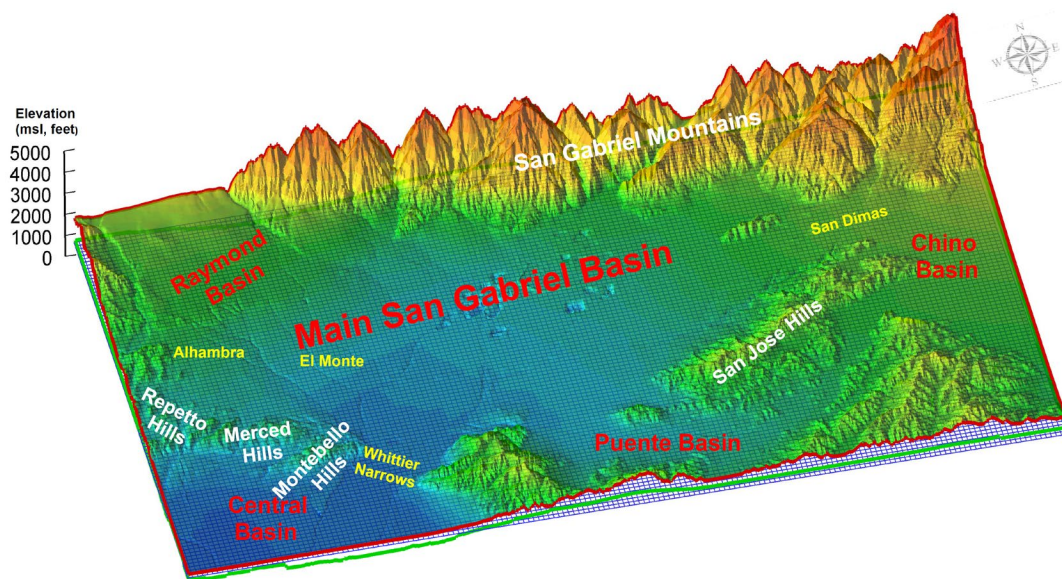 N
W
E
S
Elevation
(msl, feet)
5000
4000
3000
2000
1000
0
San Gabriel Mountains
San Dimas
Raymond
Basin
Chino
Basin
Main San Gabriel Basin
Alhambra
El Monte
San Jose Hills
Repetto
Hills
Merced
Hills
Montebello
Hills
Whittier
Narrows
Puente Basin
Central
Basin